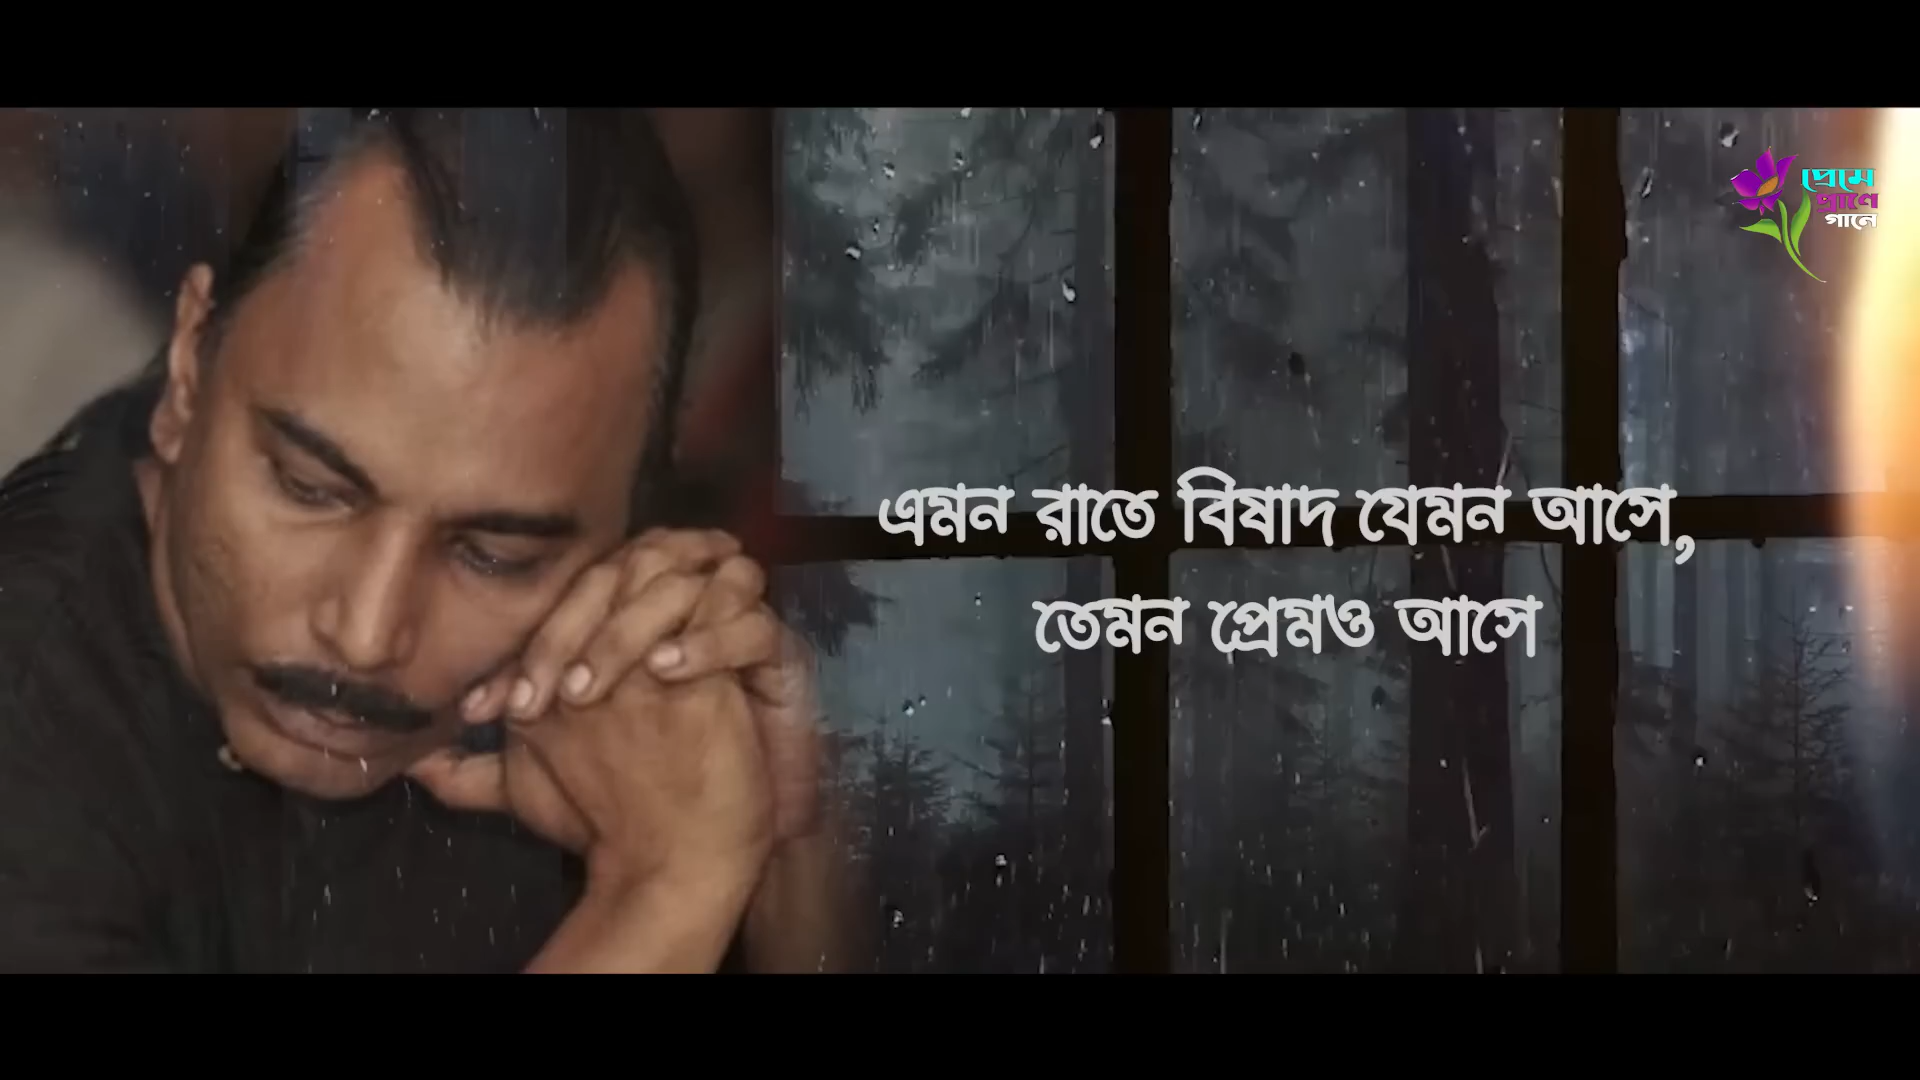 প্রেমে
প্রাণে
গানে
এমন রাতে বিষাদ যেমন আসে,
তেমন প্রেমও আসে